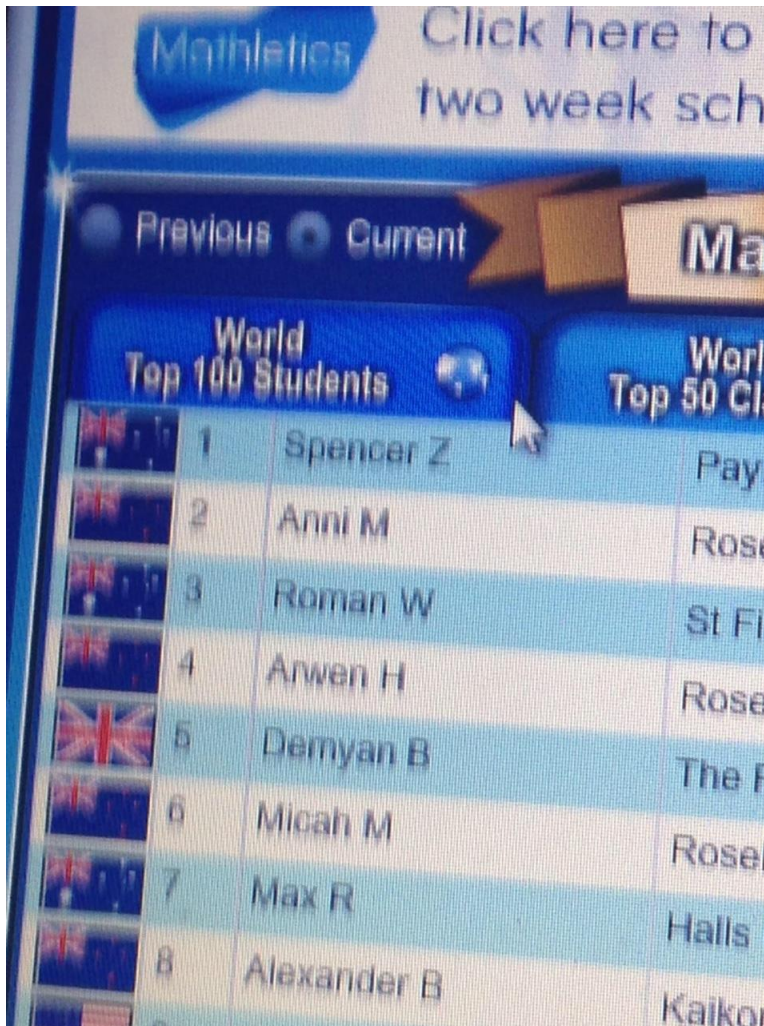 Mathletics
Click here to
two week sch
Previous Current
Ma
World
Top 100 Students
Worl
Top 50 Cl
1 Spencer Z Pay
2 Anni M Rose
3 Roman W St Fi
4 Arwen H Rose
5 Demyan B The F
6 Micah M Rose
7 Max R Halls
8 Alexander B Kaikor